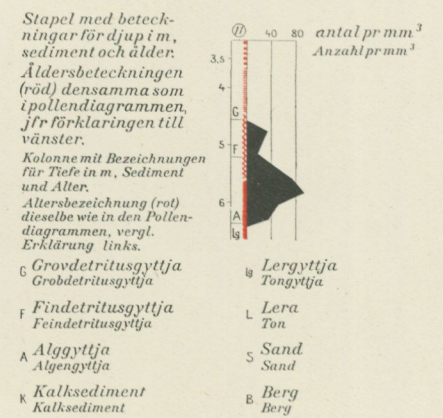 Stapel med beteck-
ningar för djup i m,
sediment och ålder.
Åldersbeteckningen
(röd) densamma som
i pollendiagrammen,
jfr förklaringen till
vänster.
Kolonne mit Bezeichnungen
für Tiefe in m, Sediment
und Alter.
Altersbezeichnung (rot)
dieselbe wie in den Pollen-
diagrammen, vergl.
Erklärung links.
11 40 80 antal pr mm³
Anzahl pr mm³
3,5
4
G
5
F
6
A
lg
G Grovdetritusgyttja
Grobdetritusgyttja
F Findetritusgyttja
Feindetritusgyttja
A Alggyttja
Algengyttja
K Kalksediment
Kalksediment
lg Lergyttja
Tongyttja
L Lera
Ton
S Sand
Sand
B Berg
Berg